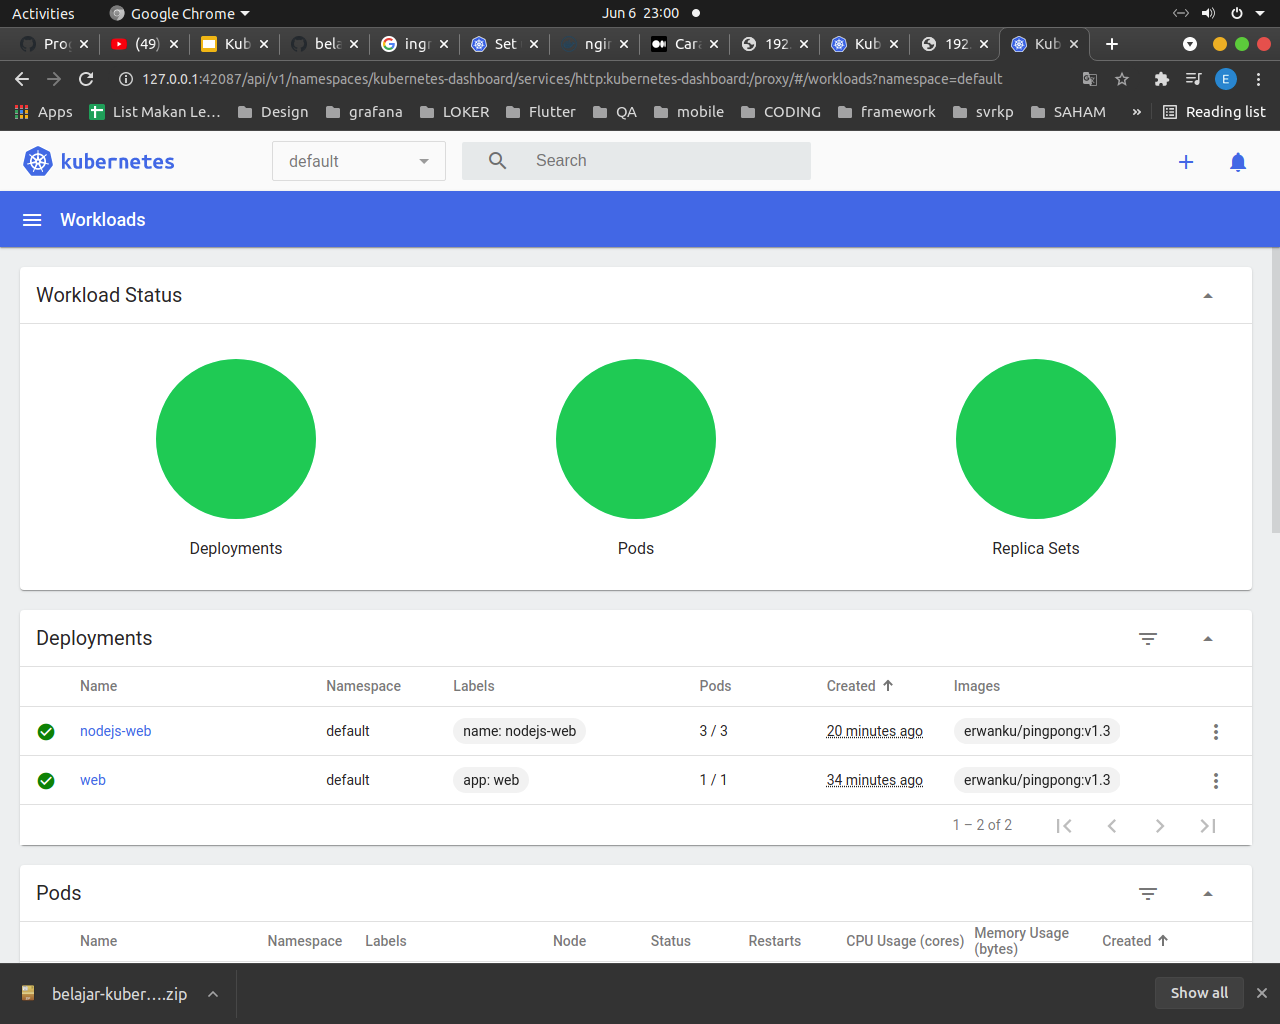 Activities Google Chrome Jun 6 23:00
Prog (49) Kub bela ingr Set ngir Cara 192. Kub 192. Kub
127.0.0.1:42087/api/v1/namespaces/kubernetes-dashboard/services/http:kubernetes-dashboard:/proxy/#/workloads?namespace=default E
Apps List Makan Le... Design grafana LOKER Flutter QA mobile CODING framework svrkp SAHAM » Reading list
kubernetes default Search
Workloads
Workload Status
Deployments Pods Replica Sets
Deployments
Name Namespace Labels Pods Created Images
nodejs-web default name: nodejs-web 3 / 3 20 minutes ago erwanku/pingpong:v1.3
web default app: web 1 / 1 34 minutes ago erwanku/pingpong:v1.3
1 – 2 of 2
Pods
Name Namespace Labels Node Status Restarts CPU Usage (cores) Memory Usage (bytes) Created
belajar-kuber....zip Show all